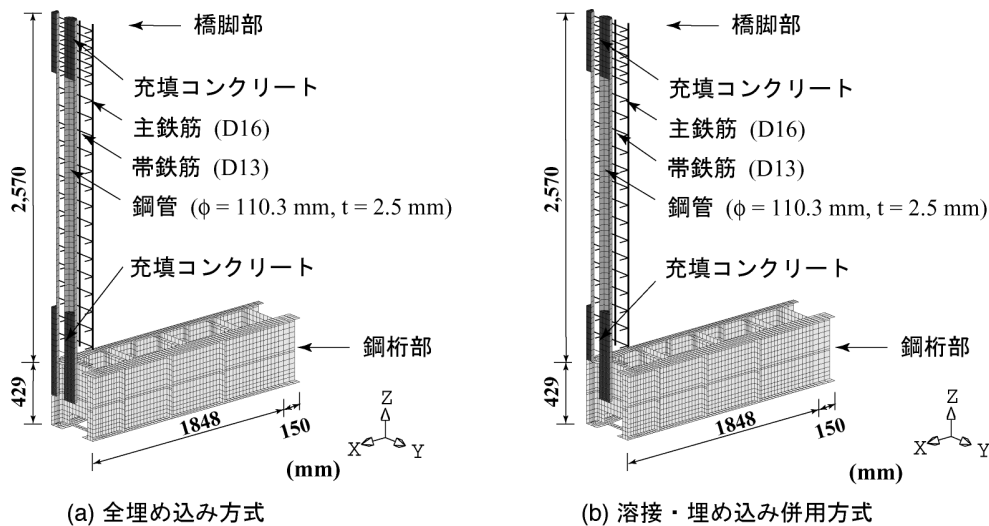 橋脚部
充填コンクリート
主鉄筋 (D16)
帯鉄筋 (D13)
鋼管 (ϕ = 110.3 mm, t = 2.5 mm)
充填コンクリート
鋼桁部
2,570
429
1848
150
(mm)
Z
X
Y
(a) 全埋め込み方式
橋脚部
充填コンクリート
主鉄筋 (D16)
帯鉄筋 (D13)
鋼管 (ϕ = 110.3 mm, t = 2.5 mm)
充填コンクリート
鋼桁部
2,570
429
1848
150
(mm)
Z
X
Y
(b) 溶接・埋め込み併用方式